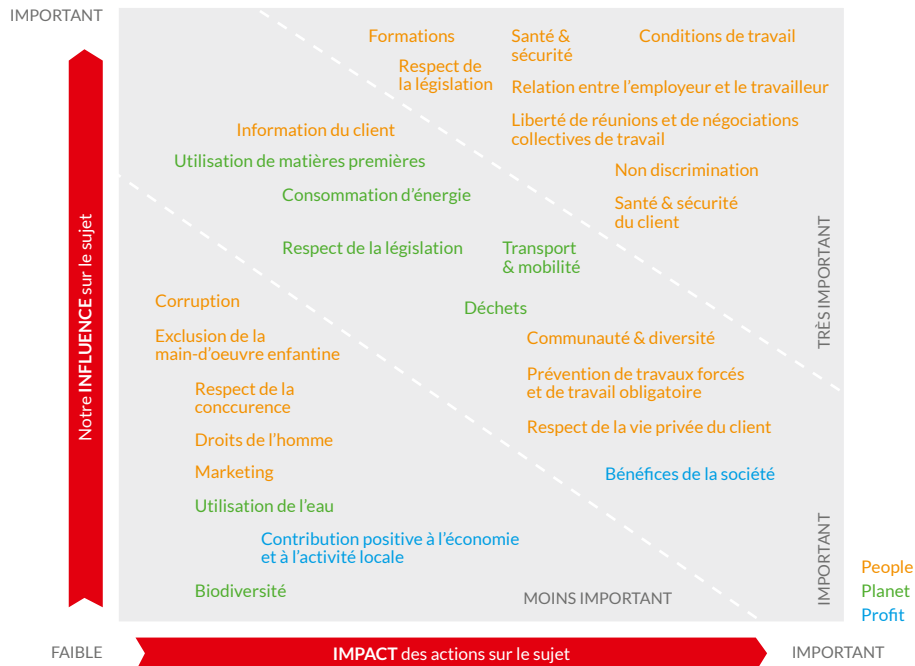 IMPORTANT
Formations
Santé &
sécurité
Conditions de travail
Respect de
la législation
Relation entre l'employeur et le travailleur
Liberté de réunions et de négociations
collectives de travail
Information du client
Utilisation de matières premières
Non discrimination
Consommation d'énergie
Santé & sécurité
du client
Respect de la législation
Transport
& mobilité
TRÈS IMPORTANT
Notre INFLUENCE sur le sujet
Corruption
Déchets
Exclusion de la
main-d'oeuvre enfantine
Communauté & diversité
Respect de la
conccurence
Prévention de travaux forcés
et de travail obligatoire
Droits de l'homme
Respect de la vie privée du client
Marketing
Bénéfices de la société
Utilisation de l'eau
Contribution positive à l'économie
et à l'activité locale
IMPORTANT
Biodiversité
MOINS IMPORTANT
People
Planet
Profit
FAIBLE
IMPACT des actions sur le sujet
IMPORTANT